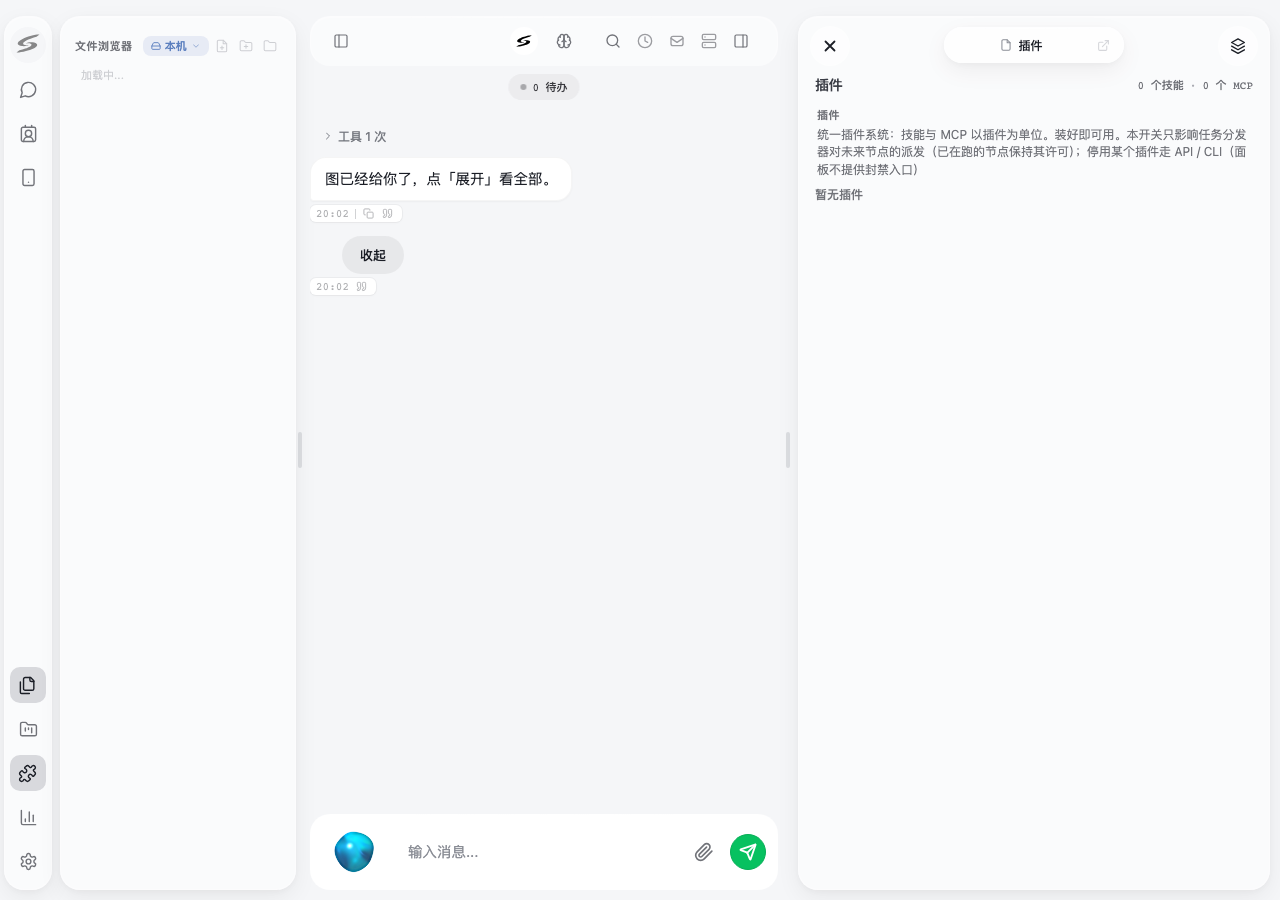 文件浏览器
本机
加载中...
0 待办
工具 1 次
图已经给你了，点「展开」看全部。
20:02
收起
20:02
输入消息...
插件
插件
0 个技能 · 0 个 MCP
插件
统一插件系统：技能与 MCP 以插件为单位。装好即可用。本开关只影响任务分发
器对未来节点的派发（已在跑的节点保持其许可）；停用某个插件走 API / CLI（面
板不提供封禁入口）
暂无插件